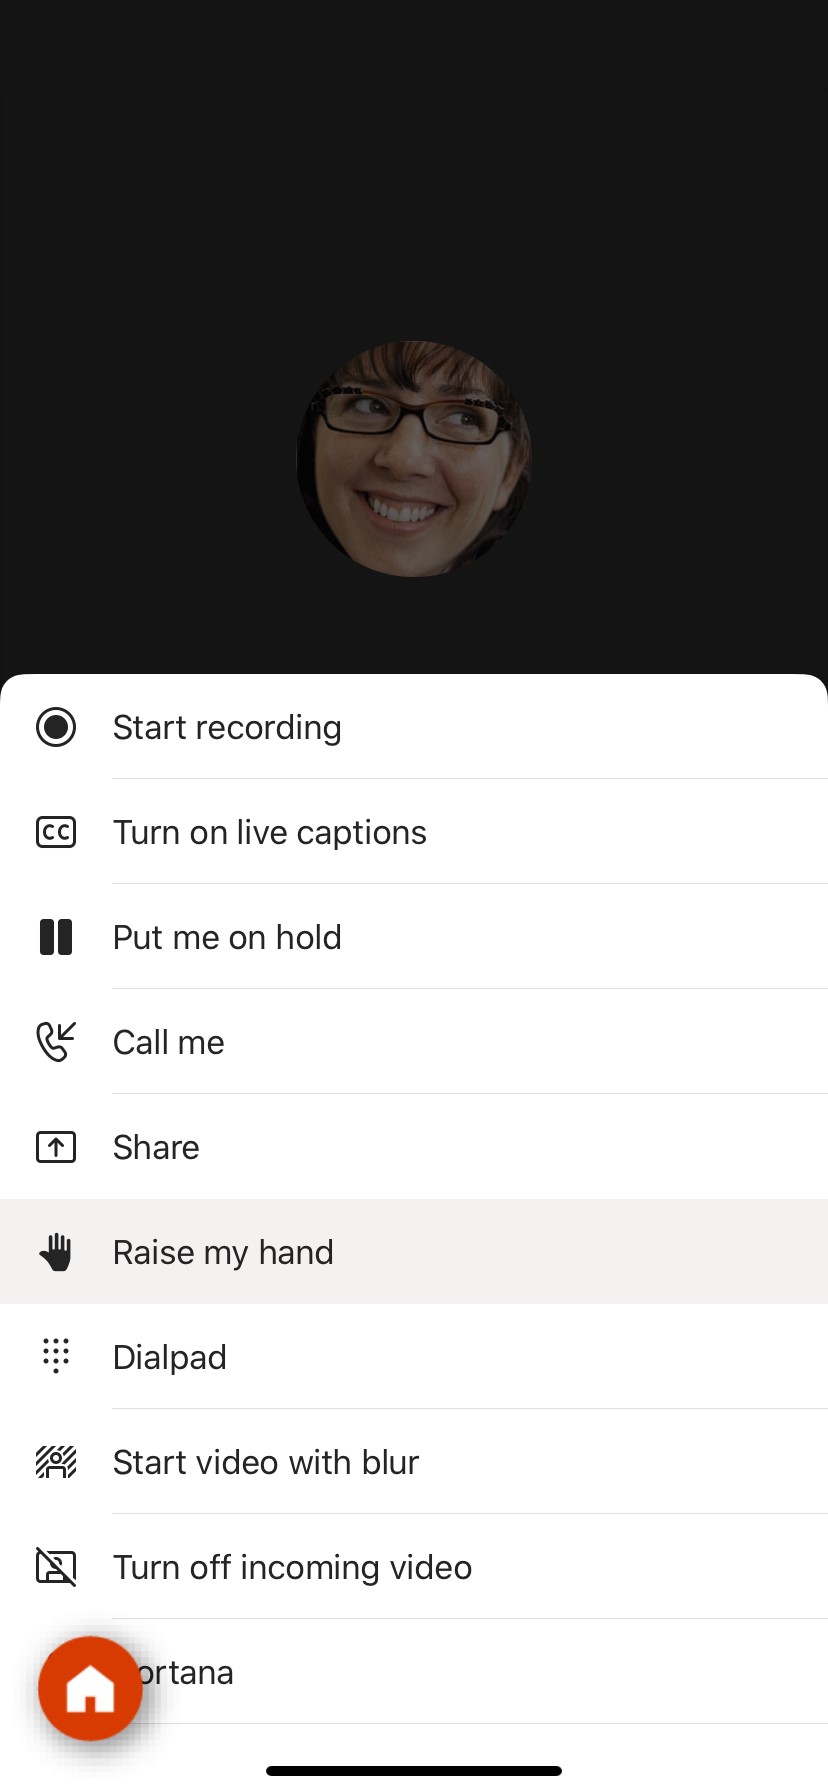 Start recording
CC
Turn on live captions
Put me on hold
Call me
Share
Raise my hand
Dialpad
Start video with blur
Turn off incoming video
ortana